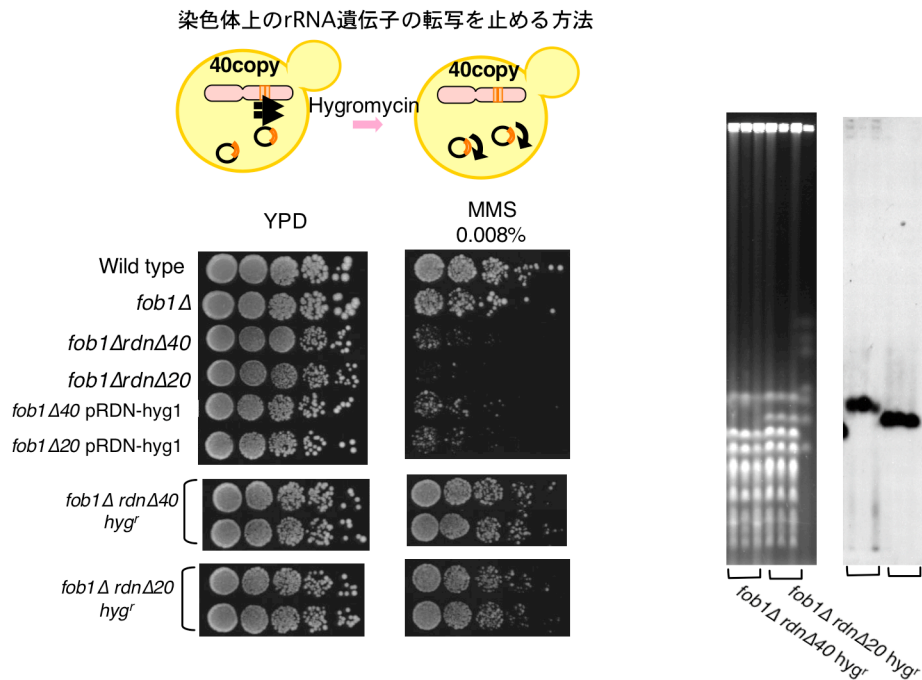 染色体上のrRNA遺伝子の転写を止める方法
40copy
40copy
Hygromycin
YPD
MMS
0.008%
Wild type
fob1Δ
fob1Δrdn∆40
fob1Δrdn∆20
fob1Δ40 pRDN-hyg1
fob1Δ20 pRDN-hyg1
fob1Δ rdnΔ40
hygʳ
fob1Δ rdnΔ20
hygʳ
fob1Δ rdnΔ40 hygʳ
fob1Δ rdnΔ20 hygʳ